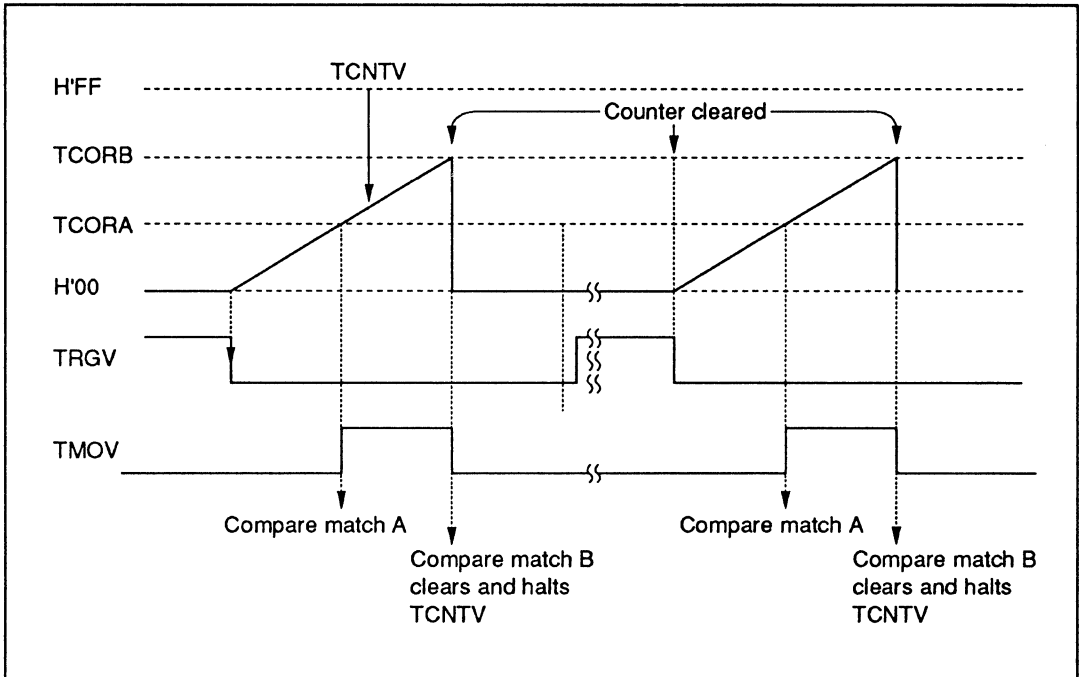 TCNTV
H'FF
Counter cleared
TCORB
TCORA
H'00
TRGV
TMOV
Compare match A
Compare match B
clears and halts
TCNTV
Compare match A
Compare match B
clears and halts
TCNTV